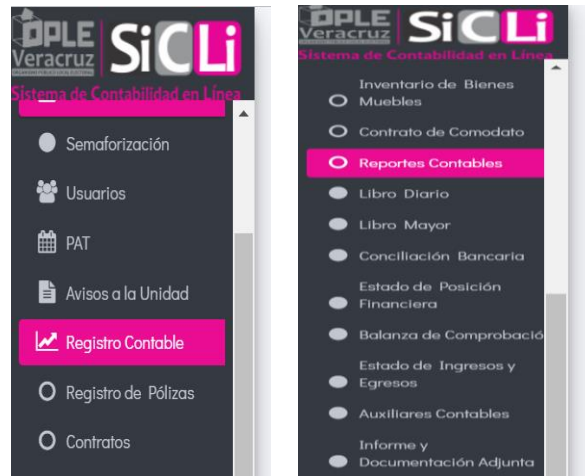 OPLE
Veracruz
SiCLi
Sistema de Contabilidad en Línea
Semaforización
Usuarios
PAT
Avisos a la Unidad
Registro Contable
Registro de Pólizas
Contratos
OPLE
Veracruz
SiCLi
Sistema de Contabilidad en Línea
Inventario de Bienes
Muebles
Contrato de Comodato
Reportes Contables
Libro Diario
Libro Mayor
Conciliación Bancaria
Estado de Posición
Financiera
Balanza de Comprobació
Estado de Ingresos y
Egresos
Auxiliares Contables
Informe y
Documentación Adjunta